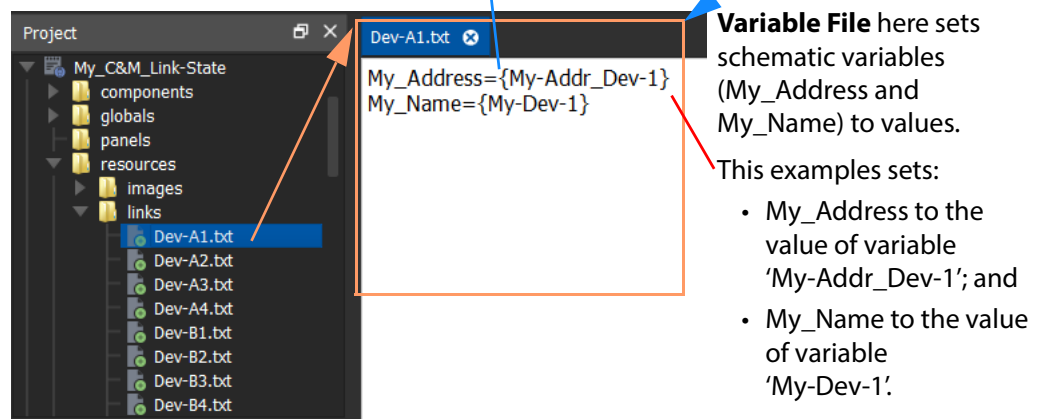 Project
My_C&M_Link-State
components
globals
panels
resources
images
links
Dev-A1.txt
Dev-A2.txt
Dev-A3.txt
Dev-A4.txt
Dev-B1.txt
Dev-B2.txt
Dev-B3.txt
Dev-B4.txt
Dev-A1.txt
My_Address={My-Addr_Dev-1}
My_Name={My-Dev-1}
Variable File here sets
schematic variables
(My_Address and
My_Name) to values.
This examples sets:
• My_Address to the
value of variable
‘My-Addr_Dev-1’; and
• My_Name to the value
of variable
‘My-Dev-1’.